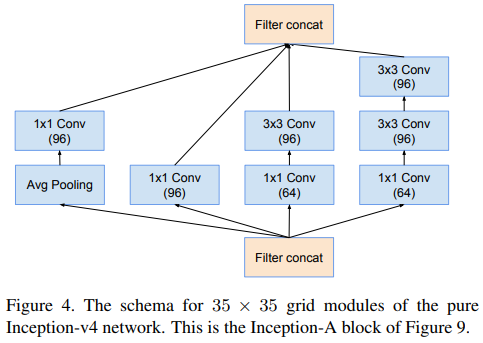 Filter concat
3x3 Conv
(96)
1x1 Conv
(96)
3x3 Conv
(96)
3x3 Conv
(96)
Avg Pooling
1x1 Conv
(96)
1x1 Conv
(64)
1x1 Conv
(64)
Filter concat
Figure 4. The schema for 35 × 35 grid modules of the pure
Inception-v4 network. This is the Inception-A block of Figure 9.